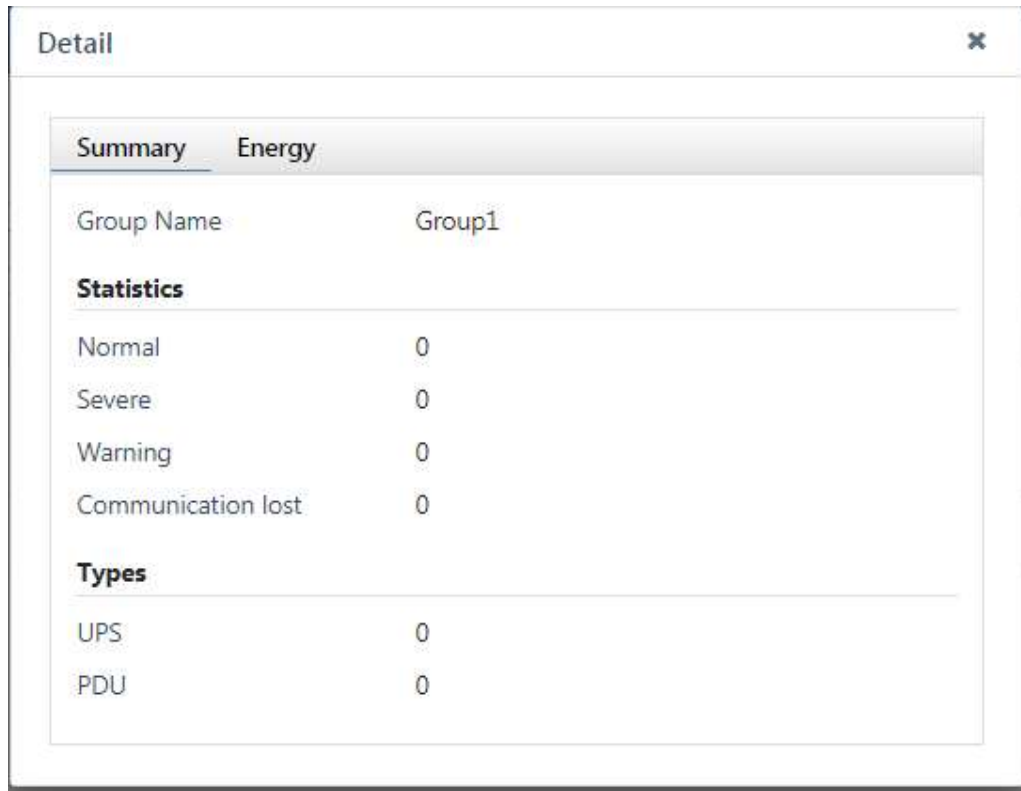 Detail
Summary Energy
Group Name Group1
Statistics
Normal 0
Severe 0
Warning 0
Communication lost 0
Types
UPS 0
PDU 0